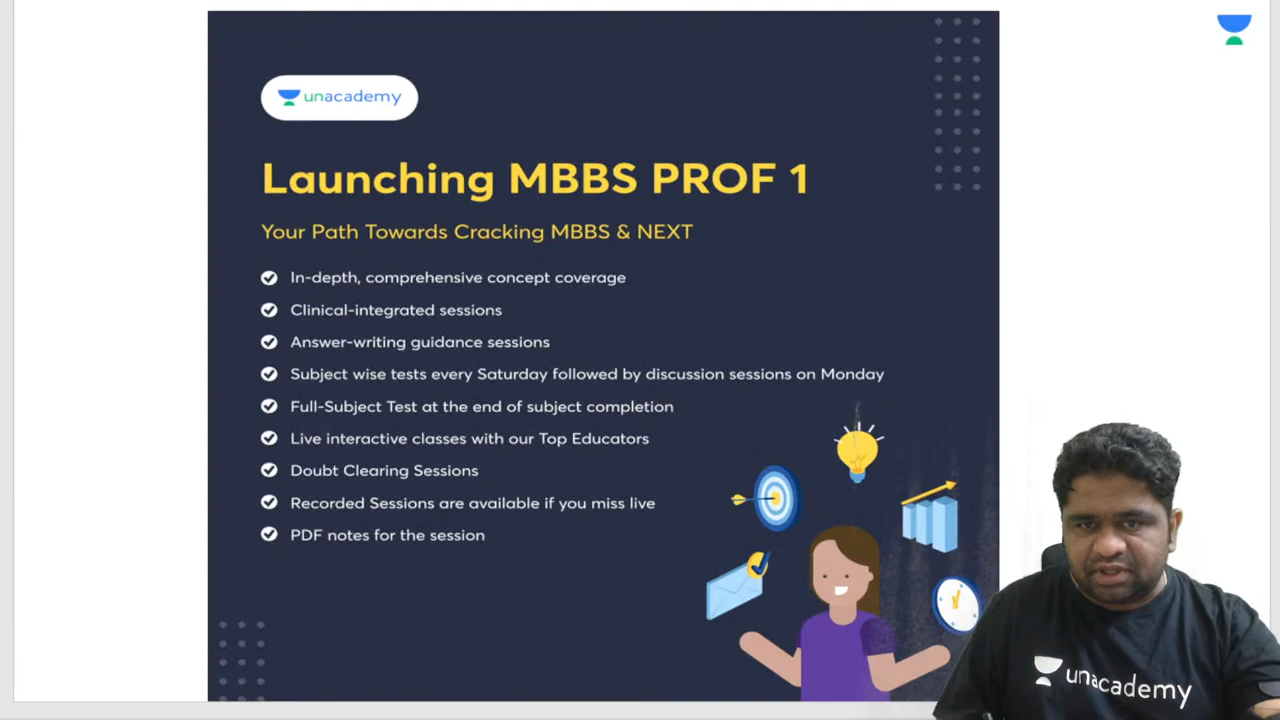 unacademy
Launching MBBS PROF 1
Your Path Towards Cracking MBBS & NEXT
In-depth, comprehensive concept coverage
Clinical-integrated sessions
Answer-writing guidance sessions
Subject wise tests every Saturday followed by discussion sessions on Monday
Full-Subject Test at the end of subject completion
Live interactive classes with our Top Educators
Doubt Clearing Sessions
Recorded Sessions are available if you miss live
PDF notes for the session
unacademy